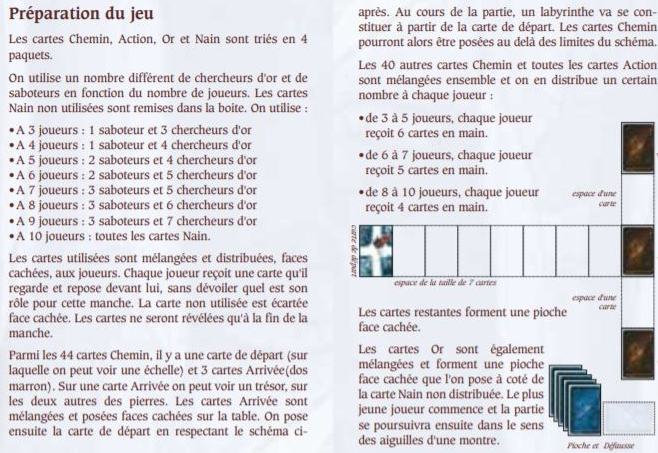 Préparation du jeu
Les cartes Chemin, Action, Or et Nain sont triés en 4
paquets.
On utilise un nombre différent de chercheurs d'or et de
saboteurs en fonction du nombre de joueurs. Les cartes
Nain non utilisées sont remises dans la boite. On utilise :
• A 3 joueurs : 1 saboteur et 3 chercheurs d'or
• A 4 joueurs : 1 saboteur et 4 chercheurs d'or
• A 5 joueurs : 2 saboteurs et 4 chercheurs d'or
• A 6 joueurs : 2 saboteurs et 5 chercheurs d'or
• A 7 joueurs : 3 saboteurs et 5 chercheurs d'or
• A 8 joueurs : 3 saboteurs et 6 chercheurs d'or
• A 9 joueurs : 3 saboteurs et 7 chercheurs d'or
• A 10 joueurs : toutes les cartes Nain.
Les cartes utilisées sont mélangées et distribuées, faces
cachées, aux joueurs. Chaque joueur reçoit une carte qu'il
regarde et repose devant lui, sans dévoiler quel est son
rôle pour cette manche. La carte non utilisée est écartée
face cachée. Les cartes ne seront révélées qu'à la fin de la
manche.
Parmi les 44 cartes Chemin, il y a une carte de départ (sur
laquelle on peut voir une échelle) et 3 cartes Arrivée(dos
marron). Sur une carte Arrivée on peut voir un trésor, sur
les deux autres des pierres. Les cartes Arrivée sont
mélangées et posées faces cachées sur la table. On pose
ensuite la carte de départ en respectant le schéma ci-
après. Au cours de la partie, un labyrinthe va se con-
stituer à partir de la carte de départ. Les cartes Chemin
pourront alors être posées au delà des limites du schéma.
Les 40 autres cartes Chemin et toutes les cartes Action
sont mélangées ensemble et on en distribue un certain
nombre à chaque joueur :
• de 3 à 5 joueurs, chaque joueur
reçoit 6 cartes en main.
• de 6 à 7 joueurs, chaque joueur
reçoit 5 cartes en main.
• de 8 à 10 joueurs, chaque joueur
reçoit 4 cartes en main.
espace d'une
carte
carte de départ
espace de la taille de 7 cartes
espace d'une
carte
Les cartes restantes forment une pioche
face cachée.
Les cartes Or sont également
mélangées et forment une pioche
face cachée que l'on pose à coté de
la carte Nain non distribuée. Le plus
jeune joueur commence et la partie
se poursuivra ensuite dans le sens
des aiguilles d'une montre.
Pioche et Défausse